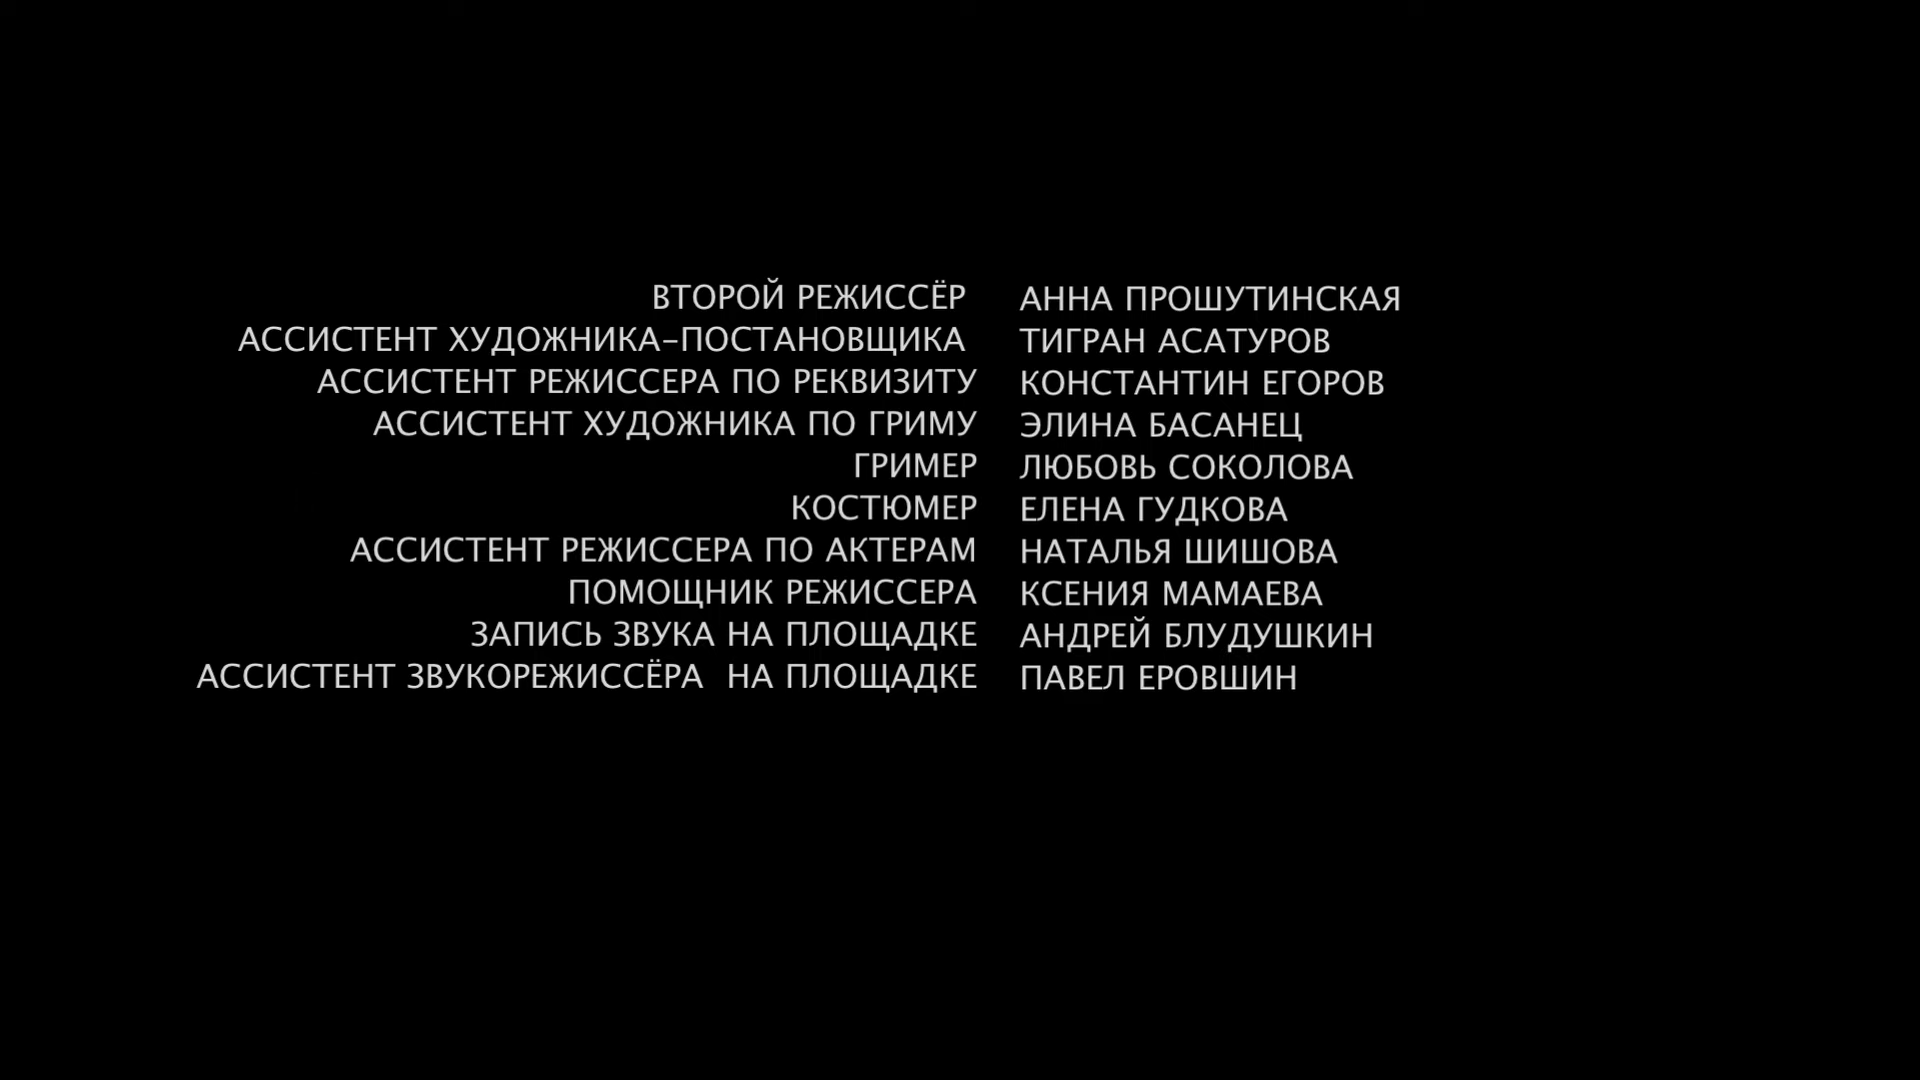 ВТОРОЙ РЕЖИССЁР АННА ПРОШУТИНСКАЯ
АССИСТЕНТ ХУДОЖНИКА-ПОСТАНОВЩИКА ТИГРАН АСАТУРОВ
АССИСТЕНТ РЕЖИССЕРА ПО РЕКВИЗИТУ КОНСТАНТИН ЕГОРОВ
АССИСТЕНТ ХУДОЖНИКА ПО ГРИМУ ЭЛИНА БАСАНЕЦ
ГРИМЕР ЛЮБОВЬ СОКОЛОВА
КОСТЮМЕР ЕЛЕНА ГУДКОВА
АССИСТЕНТ РЕЖИССЕРА ПО АКТЕРАМ НАТАЛЬЯ ШИШОВА
ПОМОЩНИК РЕЖИССЕРА КСЕНИЯ МАМАЕВА
ЗАПИСЬ ЗВУКА НА ПЛОЩАДКЕ АНДРЕЙ БЛУДУШКИН
АССИСТЕНТ ЗВУКОРЕЖИССЁРА НА ПЛОЩАДКЕ ПАВЕЛ ЕРОВШИН